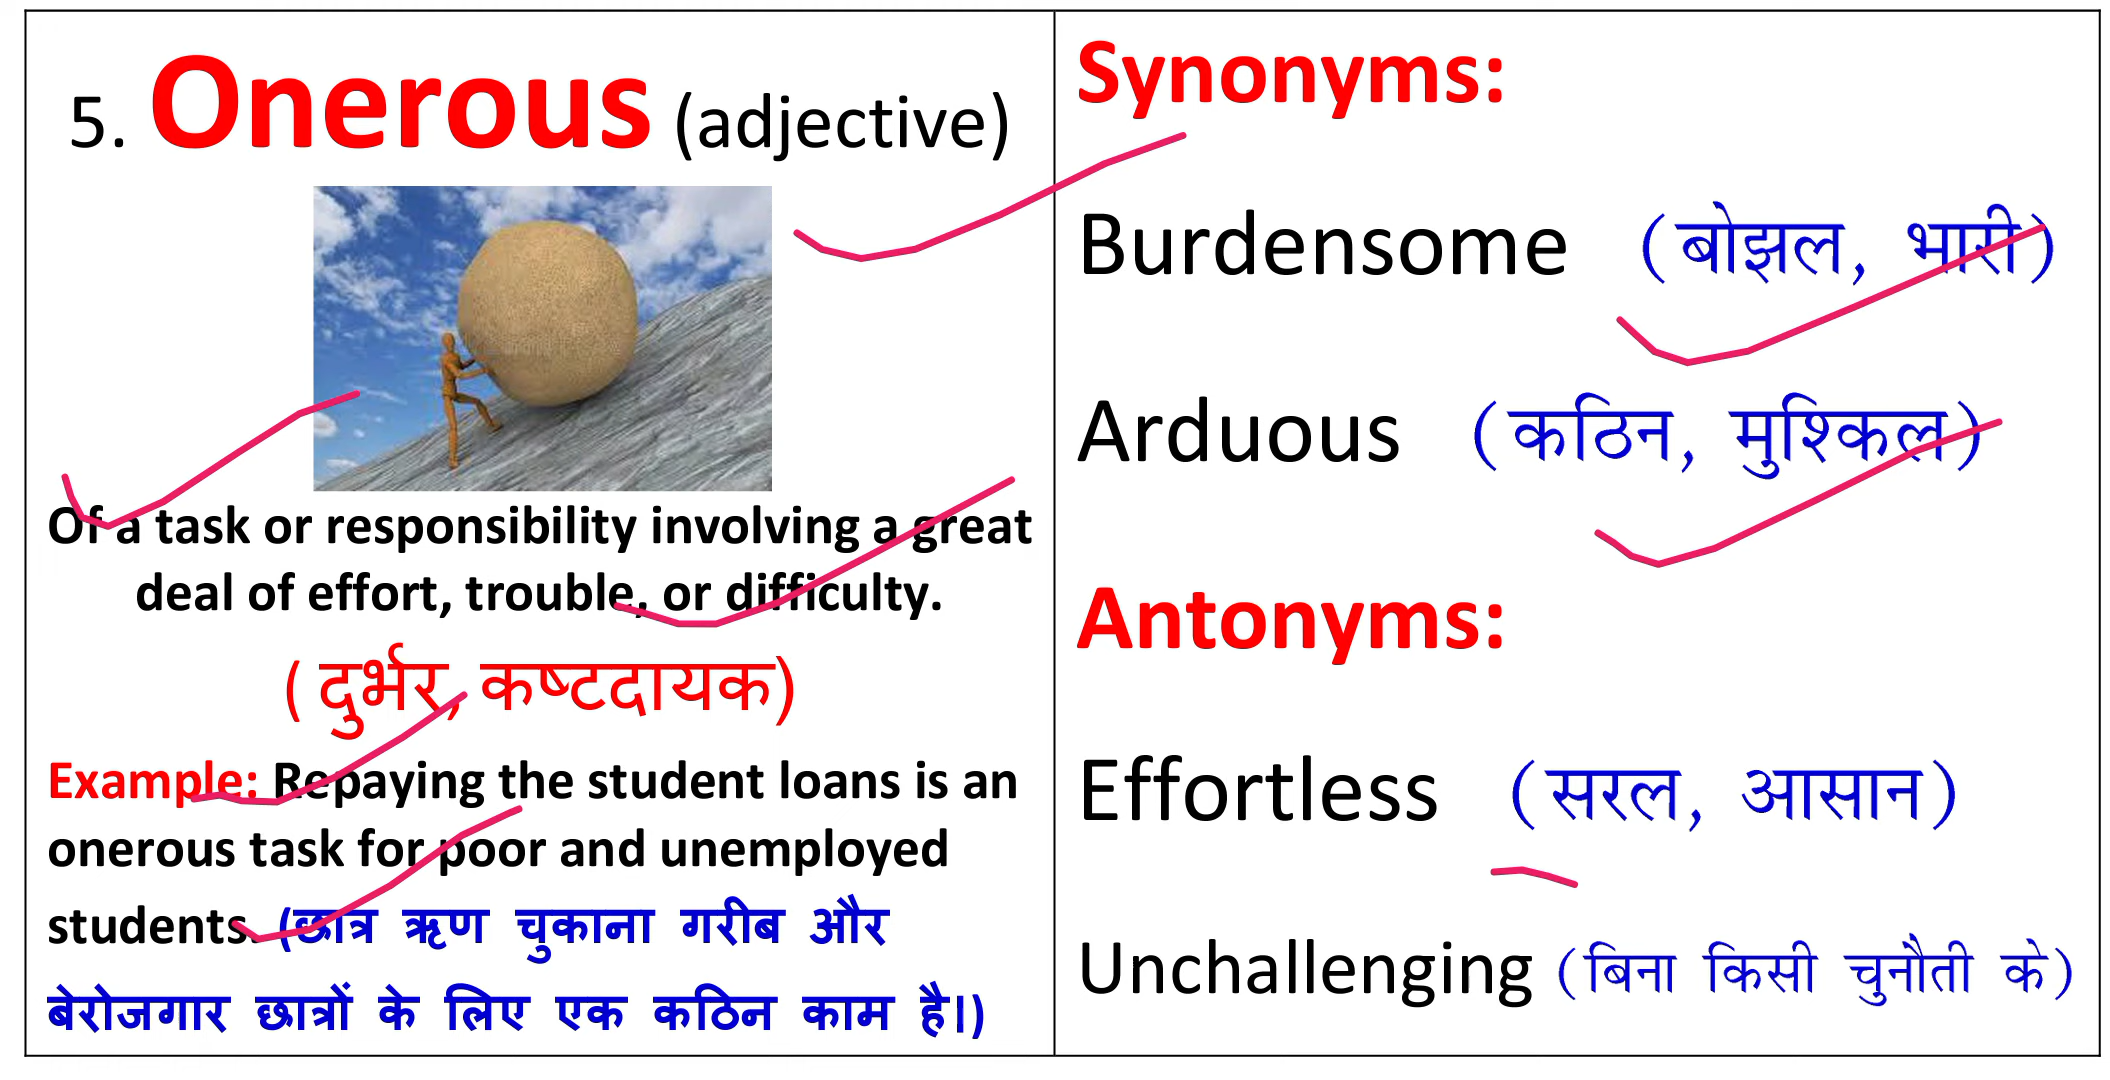 5. Onerous (adjective)
Of a task or responsibility involving a great
deal of effort, trouble, or difficulty.
(दुर्भर, कष्टदायक)
Example: Repaying the student loans is an
onerous task for poor and unemployed
students. (छात्र ऋण चुकाना गरीब और
बेरोजगार छात्रों के लिए एक कठिन काम है।)
Synonyms:
Burdensome (बोझल, भारी)
Arduous (कठिन, मुश्किल)
Antonyms:
Effortless (सरल, आसान)
Unchallenging (बिना किसी चुनौती के)